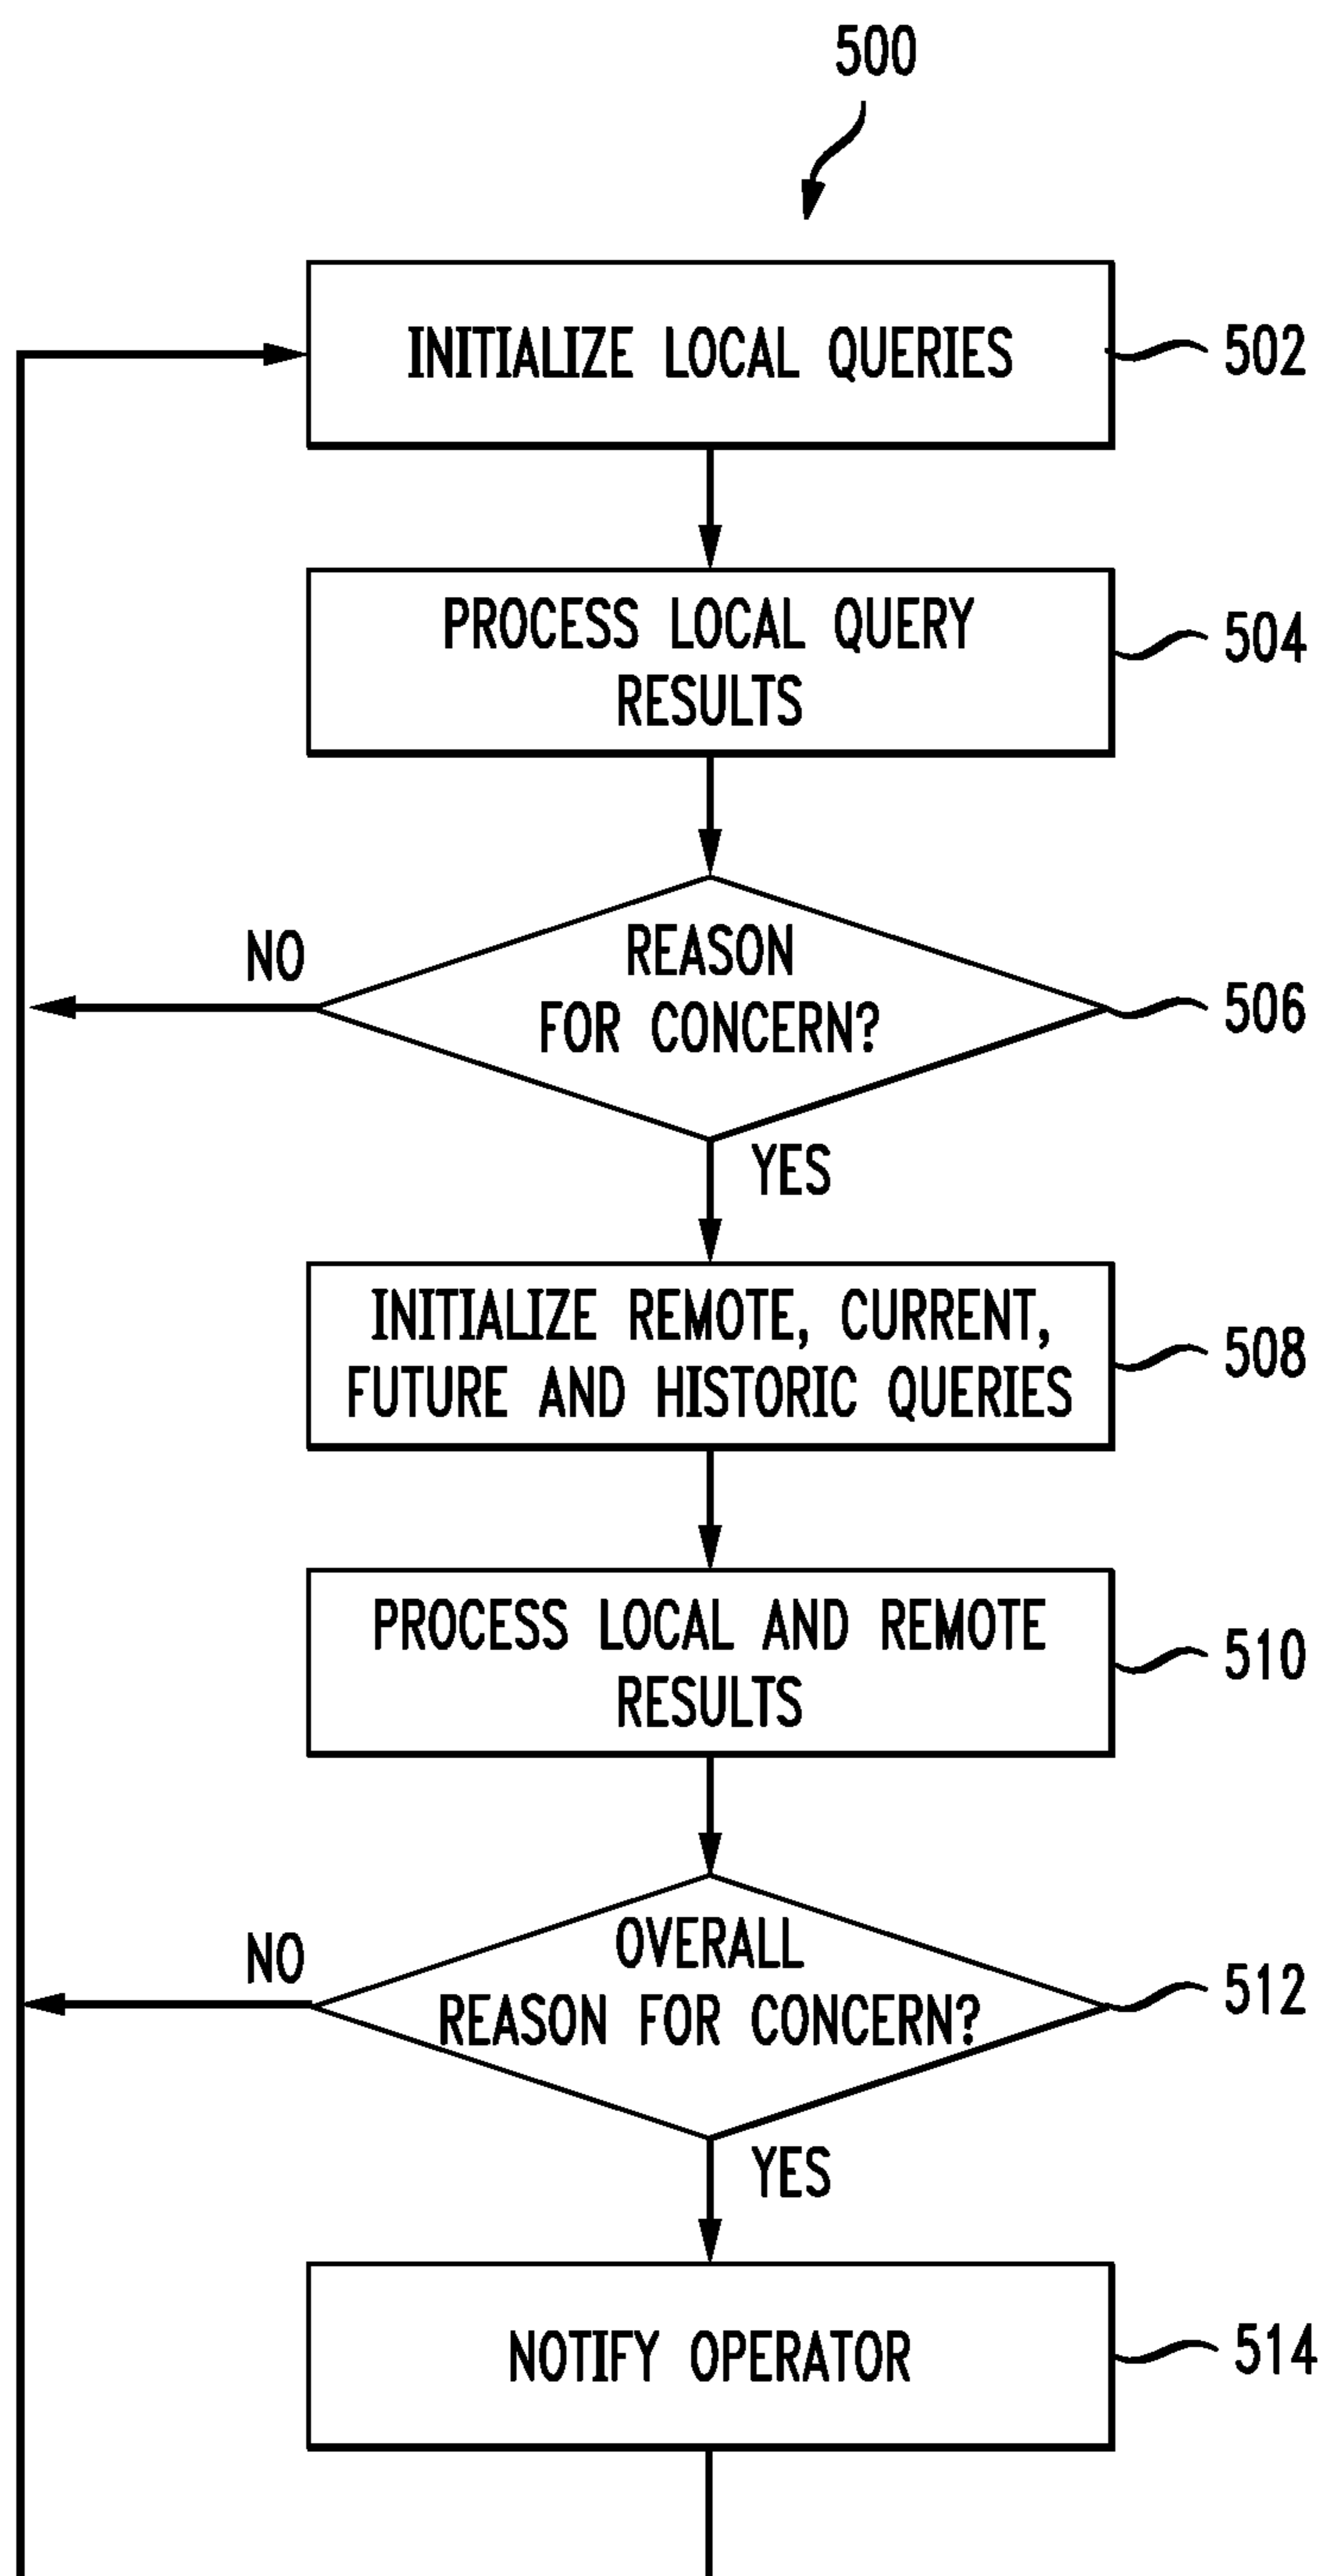 500
INITIALIZE LOCAL QUERIES
502
PROCESS LOCAL QUERY
RESULTS
504
REASON
FOR CONCERN?
NO
506
YES
INITIALIZE REMOTE, CURRENT,
FUTURE AND HISTORIC QUERIES
508
PROCESS LOCAL AND REMOTE
RESULTS
510
OVERALL
REASON FOR CONCERN?
NO
512
YES
NOTIFY OPERATOR
514